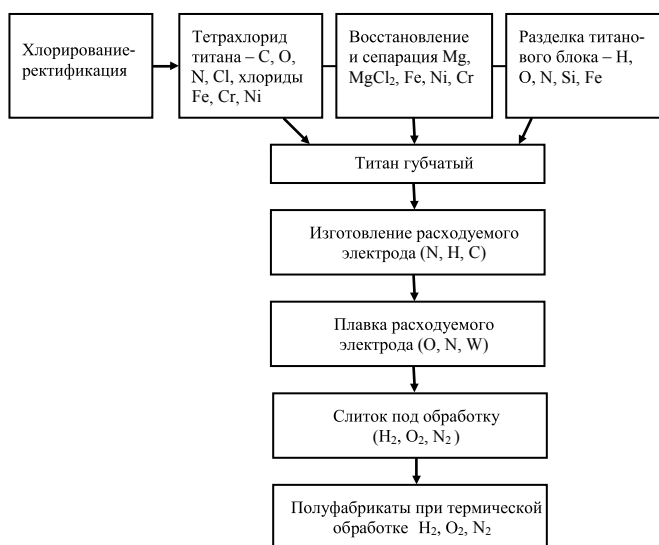 Хлорирование-
ректификация
Тетрахлорид
титана – C, O,
N, Cl, хлориды
Fe, Cr, Ni
Восстановление
и сепарация Mg,
MgCl₂, Fe, Ni, Cr
Разделка титано-
вого блока – H,
O, N, Si, Fe
Титан губчатый
Изготовление расходуемого
электрода (N, H, C)
Плавка расходуемого
электрода (O, N, W)
Слиток под обработку
(H₂, O₂, N₂ )
Полуфабрикаты при термической
обработке H₂, O₂, N₂